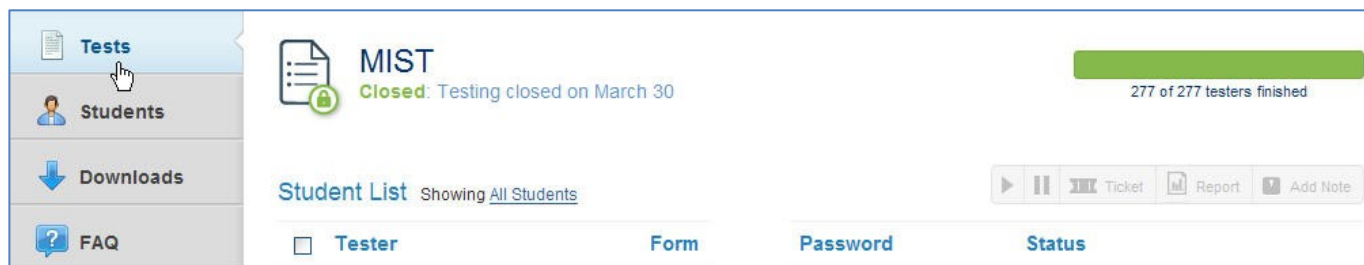 Tests
Students
Downloads
FAQ
MIST
Closed: Testing closed on March 30
277 of 277 testers finished
Student List Showing All Students
Ticket Report Add Note
Tester Form Password Status